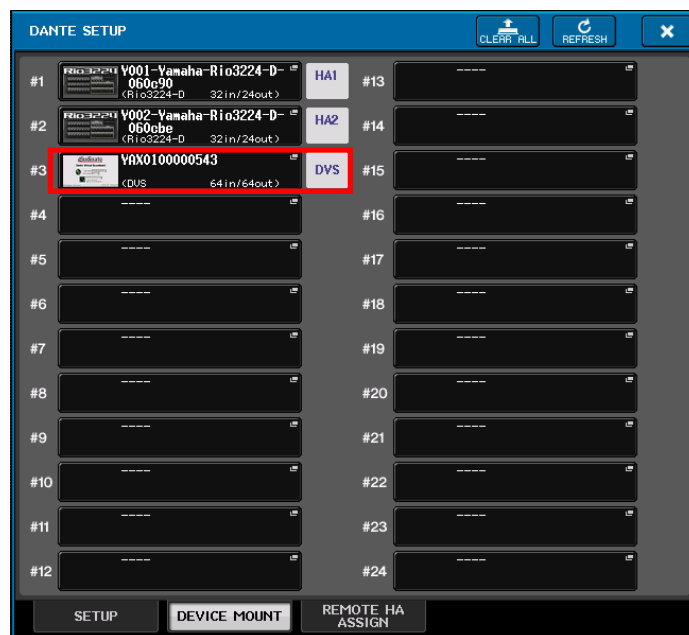 DANTE SETUP
CLEAR ALL
REFRESH
#1
Rio3224
Y001-Yamaha-Rio3224-D-
060c90
(Rio3224-D 32in/24out)
HA1
#2
Rio3224
Y002-Yamaha-Rio3224-D-
060cbe
(Rio3224-D 32in/24out)
HA2
#3
Audinate
YAX0100000543
(DVS 64in/64out)
DVS
#4
----
#5
----
#6
----
#7
----
#8
----
#9
----
#10
----
#11
----
#12
----
#13
----
#14
----
#15
----
#16
----
#17
----
#18
----
#19
----
#20
----
#21
----
#22
----
#23
----
#24
----
SETUP
DEVICE MOUNT
REMOTE HA
ASSIGN